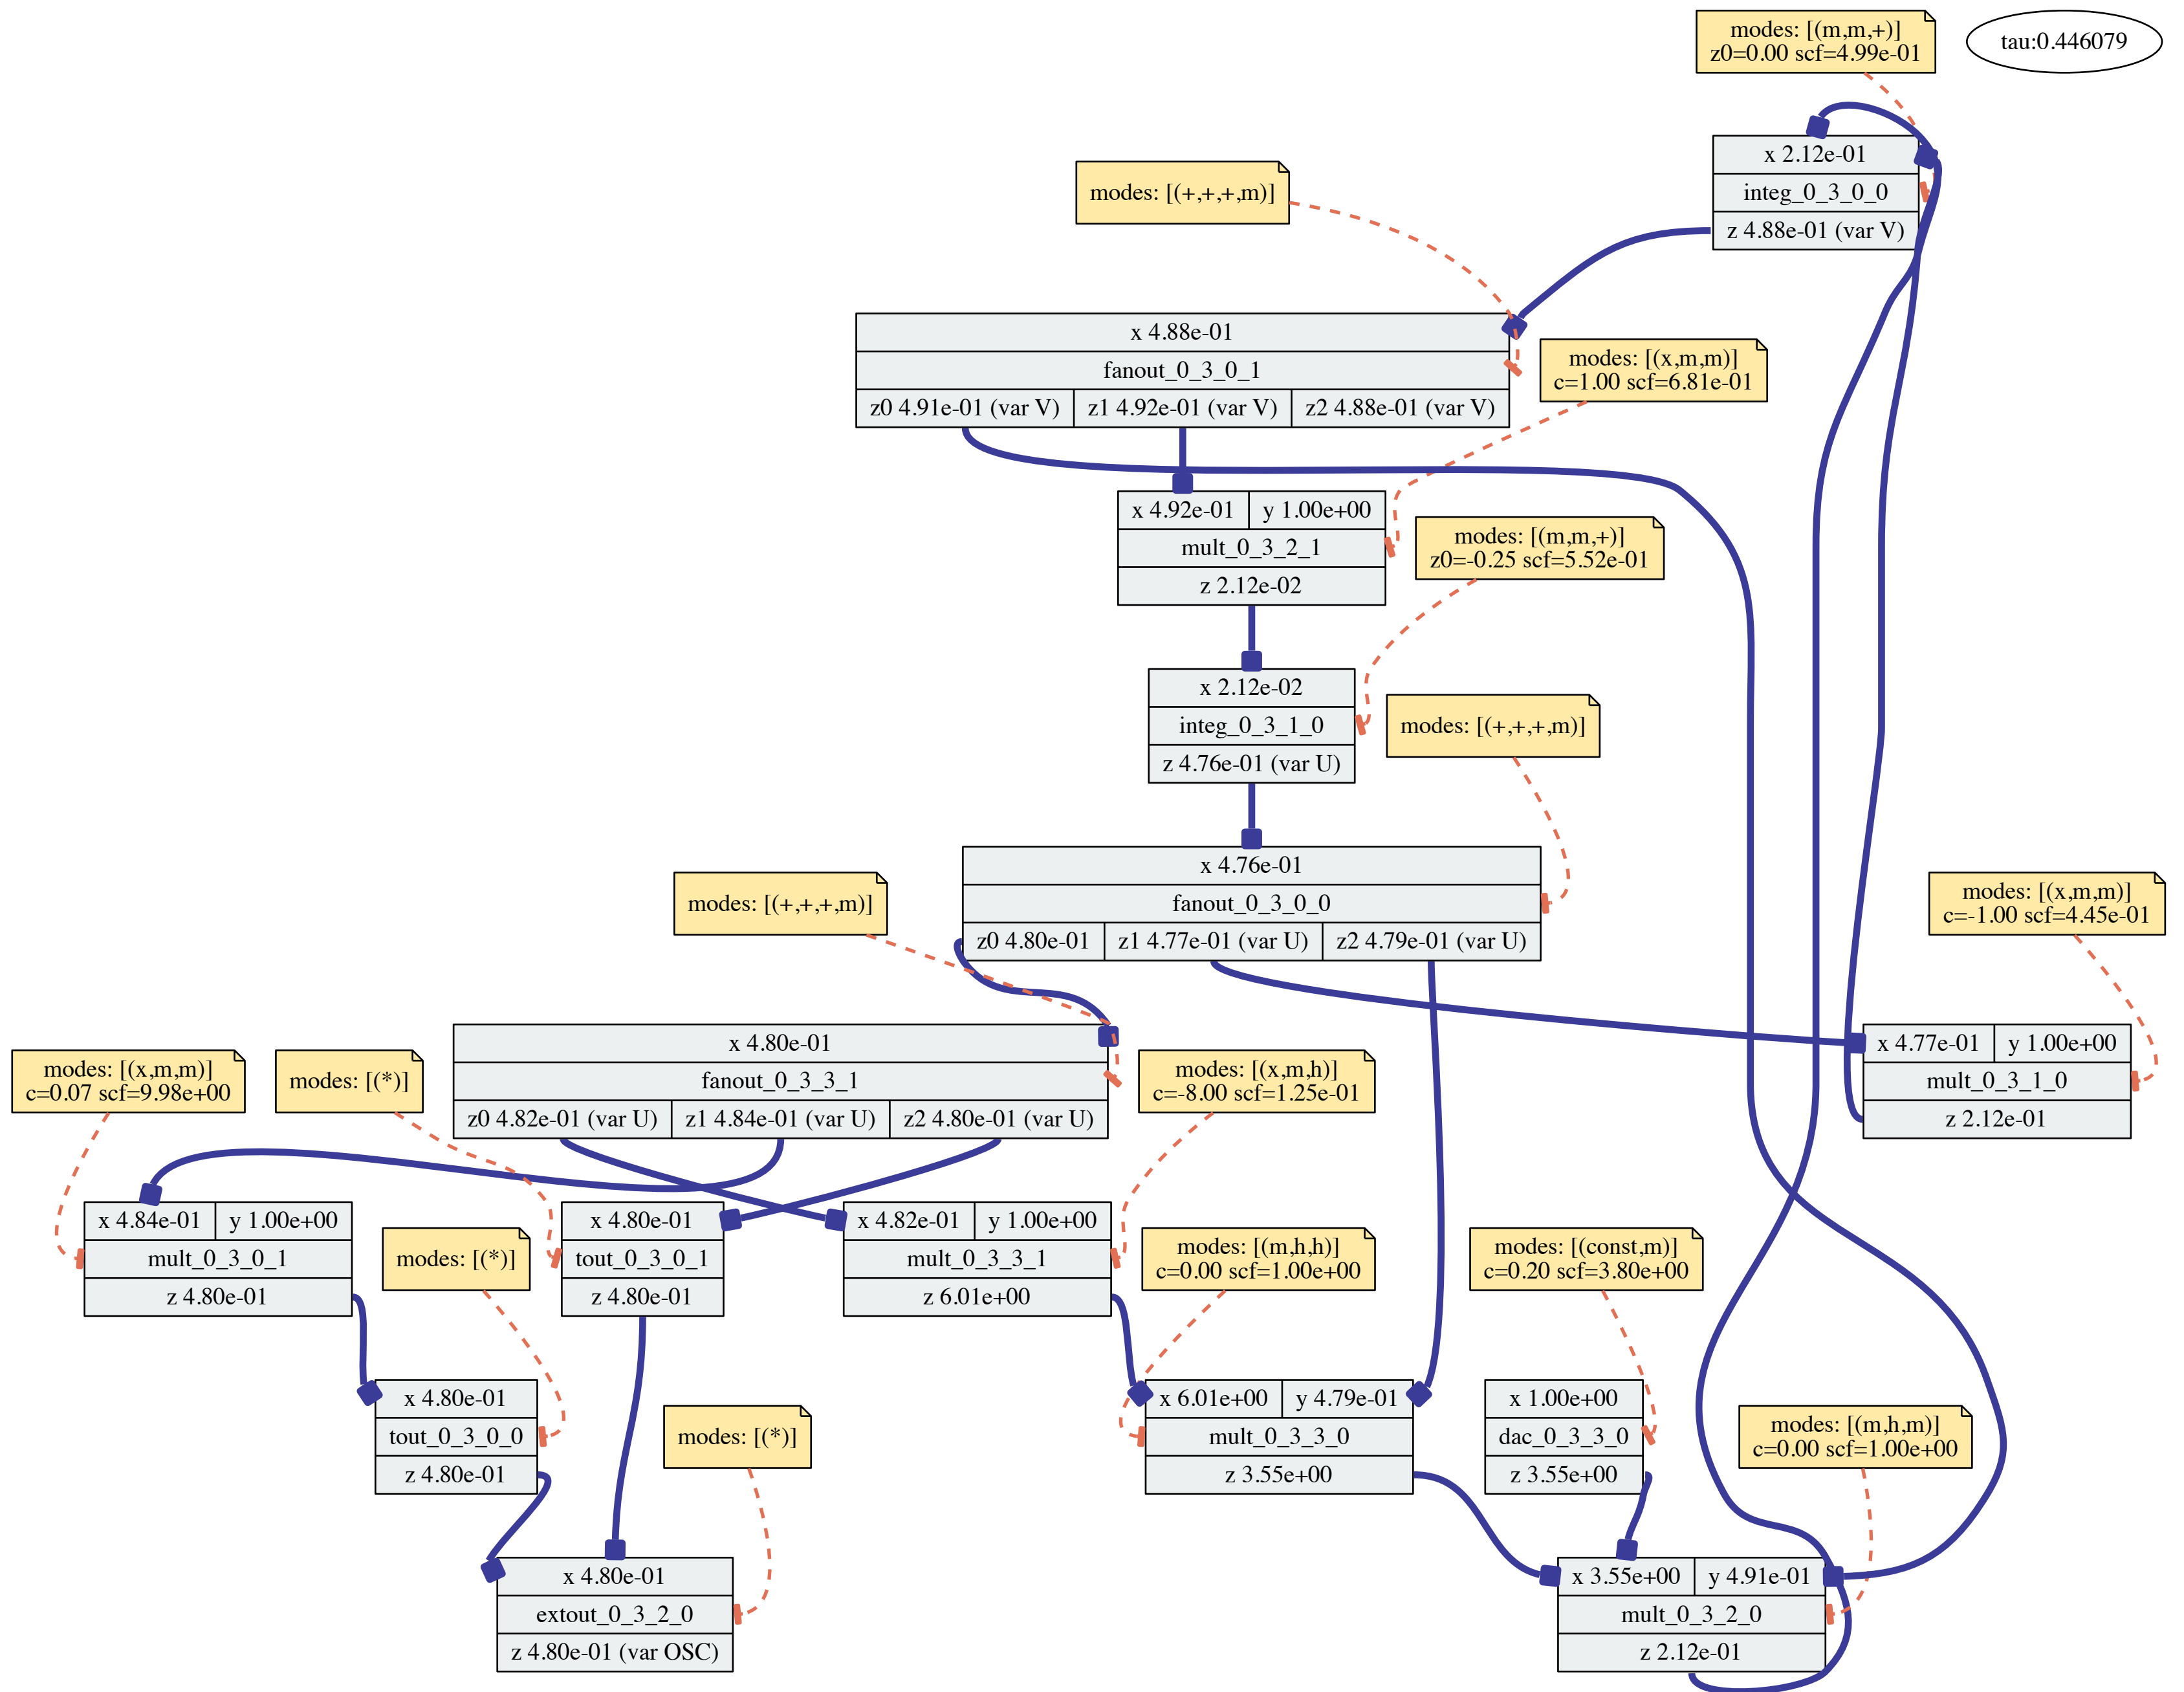 modes: [(m,m,+)]
z0=0.00 scf=4.99e-01
tau:0.446079
x 2.12e-01
integ_0_3_0_0
z 4.88e-01 (var V)
modes: [(+,+,+,m)]
x 4.88e-01
fanout_0_3_0_1
z0 4.91e-01 (var V) z1 4.92e-01 (var V) z2 4.88e-01 (var V)
modes: [(x,m,m)]
c=1.00 scf=6.81e-01
x 4.92e-01 y 1.00e+00
mult_0_3_2_1
z 2.12e-02
modes: [(m,m,+)]
z0=-0.25 scf=5.52e-01
x 2.12e-02
integ_0_3_1_0
z 4.76e-01 (var U)
modes: [(+,+,+,m)]
x 4.76e-01
fanout_0_3_0_0
z0 4.80e-01 z1 4.77e-01 (var U) z2 4.79e-01 (var U)
modes: [(+,+,+,m)]
modes: [(x,m,m)]
c=-1.00 scf=4.45e-01
x 4.80e-01
fanout_0_3_3_1
z0 4.82e-01 (var U) z1 4.84e-01 (var U) z2 4.80e-01 (var U)
x 4.77e-01 y 1.00e+00
mult_0_3_1_0
z 2.12e-01
modes: [(x,m,m)]
c=0.07 scf=9.98e+00
modes: [(*)]
modes: [(x,m,h)]
c=-8.00 scf=1.25e-01
x 4.84e-01 y 1.00e+00
mult_0_3_0_1
z 4.80e-01
modes: [(*)]
x 4.80e-01
tout_0_3_0_1
z 4.80e-01
x 4.82e-01 y 1.00e+00
mult_0_3_3_1
z 6.01e+00
modes: [(m,h,h)]
c=0.00 scf=1.00e+00
modes: [(const,m)]
c=0.20 scf=3.80e+00
x 4.80e-01
tout_0_3_0_0
z 4.80e-01
modes: [(*)]
x 6.01e+00 y 4.79e-01
mult_0_3_3_0
z 3.55e+00
x 1.00e+00
dac_0_3_3_0
z 3.55e+00
modes: [(m,h,m)]
c=0.00 scf=1.00e+00
x 4.80e-01
extout_0_3_2_0
z 4.80e-01 (var OSC)
x 3.55e+00 y 4.91e-01
mult_0_3_2_0
z 2.12e-01